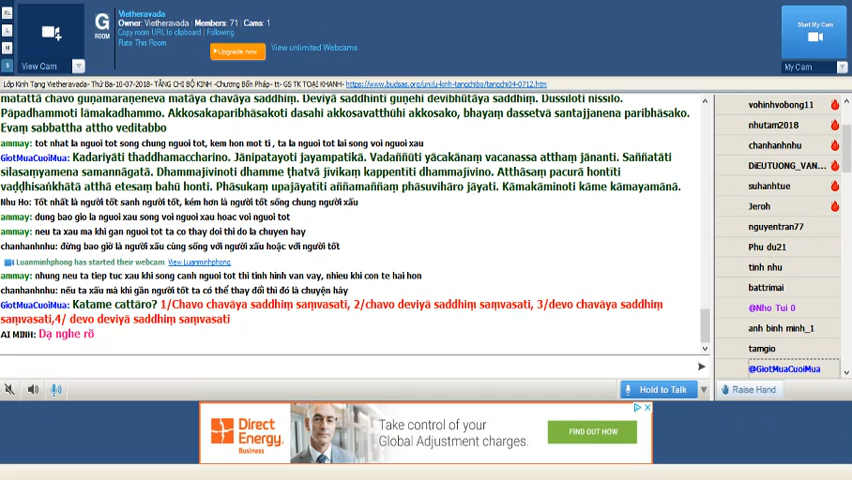 Vietheravada
Owner: Vietheravada | Members: 71 | Cams: 1
Copy room URL to clipboard | Following
Rate This Room
G
ROOM
Upgrade now
View unlimited Webcams
XL
L
M
S
View Cam
Start My Cam
My Cam
Lớp Kinh Tạng Vietheravada- Thứ Ba-10-07-2018- TĂNG CHI BỘ KINH -Chương Bốn Pháp- tt- GS TK TOẠI KHANH-
matattā chavo guṇamaraṇeneva matāya chavāya saddhiṃ. Deviyā saddhinti guṇehi devibhūtāya saddhiṃ. Dussīloti nissīlo.
Pāpadhammoti lāmakadhammo. Akkosakaparibhāsakoti dasahi akkosavatthūhi akkosako, bhayaṃ dassetvā santajjanena paribhāsako.
Evaṃ sabbattha attho veditabbo
ammay: tot nhat la nguoi tot song chung nguoi tot, kem hon mot ti , ta la nguoi tot lai song voi nguoi xau
GiotMuaCuoiMua: Kadariyāti thaddhamaccharino. Jānipatayoti jayampatikā. Vadaññūti yācakānaṃ vacanassa atthaṃ jānanti. Saññatāti
sīlasaṃyamena samannāgatā. Dhammajīvinoti dhamme ṭhatvā jīvikaṃ kappentīti dhammajīvino. Atthāsaṃ pacurā hontīti
vaḍḍhisaṅkhātā atthā etesaṃ bahū honti. Phāsukaṃ upajāyatīti aññamaññaṃ phāsuvihāro jāyati. Kāmakāminoti kāme kāmayamānā.
Nhu Ho: Tốt nhất là người tốt sanh người tốt, kém hơn là người tốt sống chung người xấu
ammay: dung bao gio la nguoi xau song voi nguoi xau hoac voi nguoi tot
ammay: neu ta xau ma khi gan nguoi tot ta co thay doi thi do la chuyen hay
chanhanhnhu: đừng bao giờ là người xấu cùng sống với người xấu hoặc với người tốt
Luanminhphong has started their webcam View Luanminhphong
ammay: nhung neu ta tiep tuc xau khi song canh nguoi tot thi tinh hinh van vay, nhieu khi con te hai hon
chanhanhnhu: nếu ta xấu mà khi gần người tốt ta có thể thay đổi thì đó là chuyện hảy
GiotMuaCuoiMua: Katame cattāro? 1/Chavo chavāya saddhiṃ saṃvasati, 2/chavo deviyā saddhiṃ saṃvasati, 3/devo chavāya saddhiṃ
saṃvasati,4/ devo deviyā saddhiṃ saṃvasati
AI MINH: Dạ nghe rõ
vohinhvobong11
nhutam2018
chanhanhnhu
DiEUTUONG_VAN...
suhanhtue
Jeroh
nguyentran77
Phu du21
tinh nhu
battrimai
@Nho Tui 0
anh binh minh_1
tamgio
@GiotMuaCuoiMua
Hold to Talk
Raise Hand
Direct
Energy
Business
Take control of your
Global Adjustment charges.
FIND OUT HOW